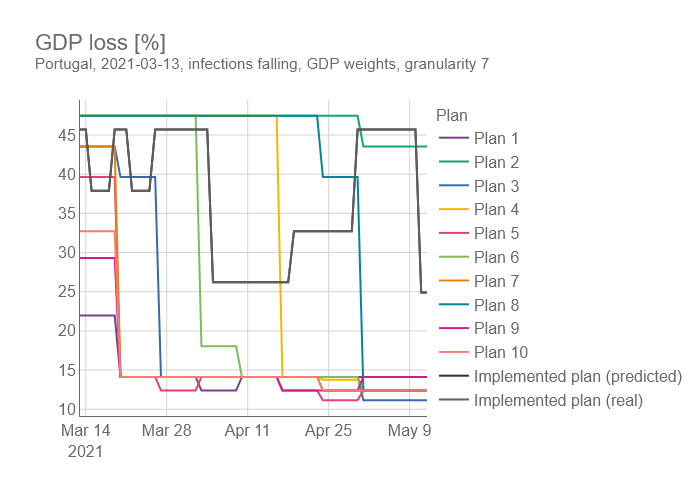 GDP loss [%]
Portugal, 2021-03-13, infections falling, GDP weights, granularity 7
Plan
45
40
35
30
25
20
15
10
Mar 14
2021
Mar 28
Apr 11
Apr 25
May 9
Plan 1
Plan 2
Plan 3
Plan 4
Plan 5
Plan 6
Plan 7
Plan 8
Plan 9
Plan 10
Implemented plan (predicted)
Implemented plan (real)